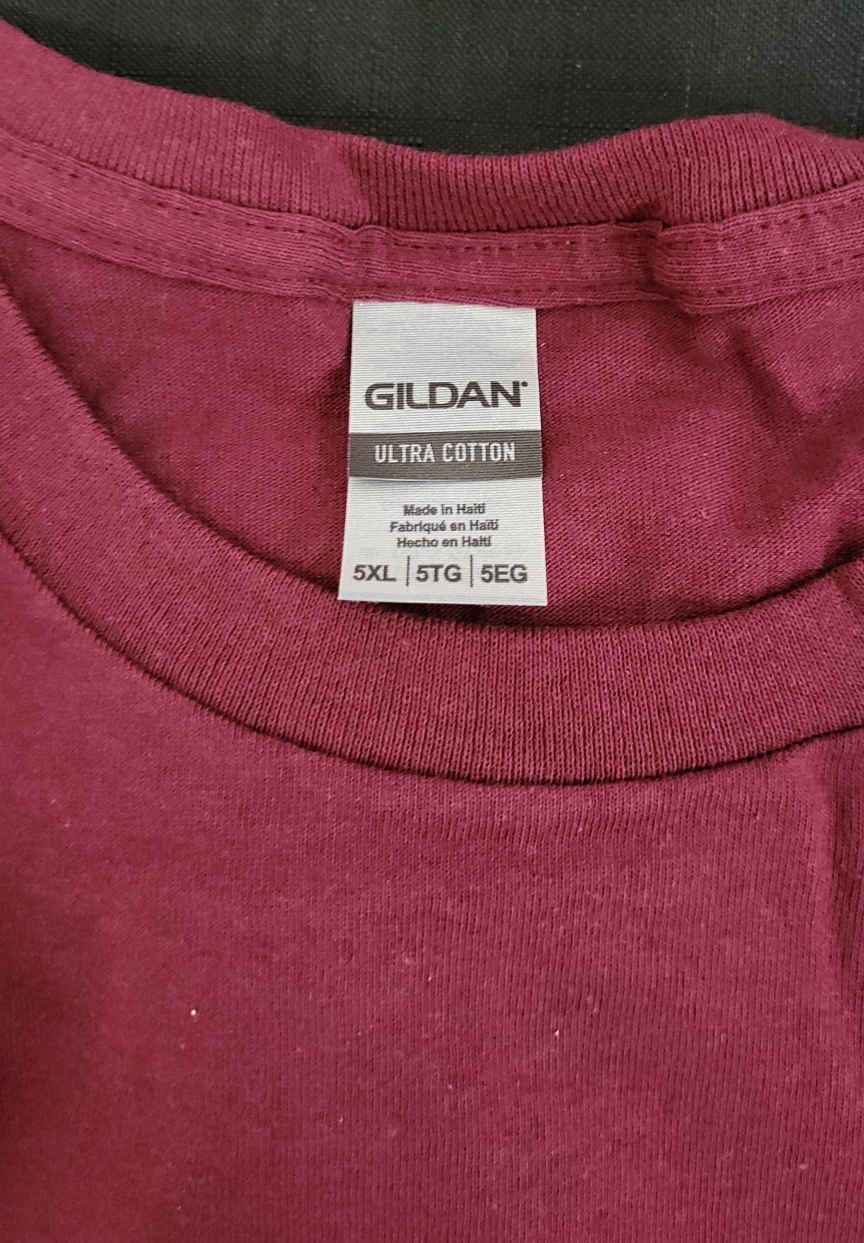 GILDAN®
ULTRA COTTON
Made in Haiti
Fabriqué en Haïti
Hecho en Haití
5XL | 5TG | 5EG